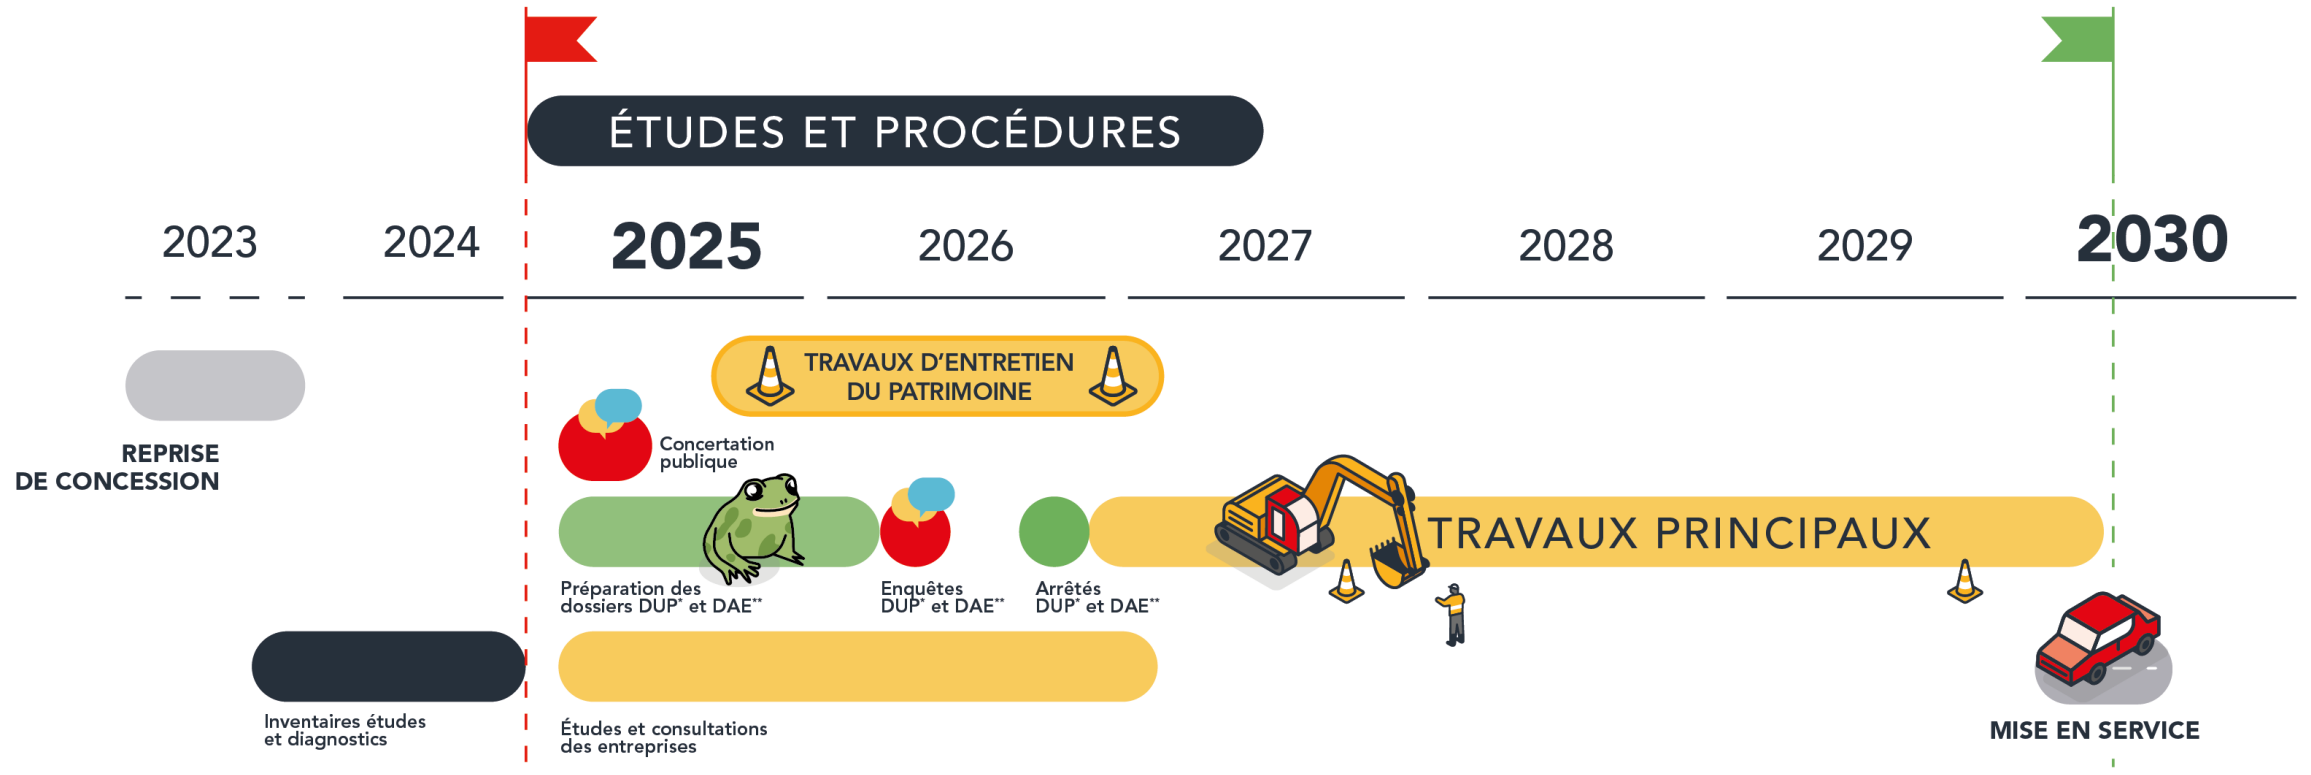 ÉTUDES ET PROCÉDURES
2023
2024
2025
2026
2027
2028
2029
2030
TRAVAUX D'ENTRETIEN
DU PATRIMOINE
REPRISE
DE CONCESSION
Concertation
publique
TRAVAUX PRINCIPAUX
Préparation des
dossiers DUP* et DAE**
Enquêtes
DUP* et DAE**
Arrêtés
DUP* et DAE**
Inventaires études
et diagnostics
Études et consultations
des entreprises
MISE EN SERVICE